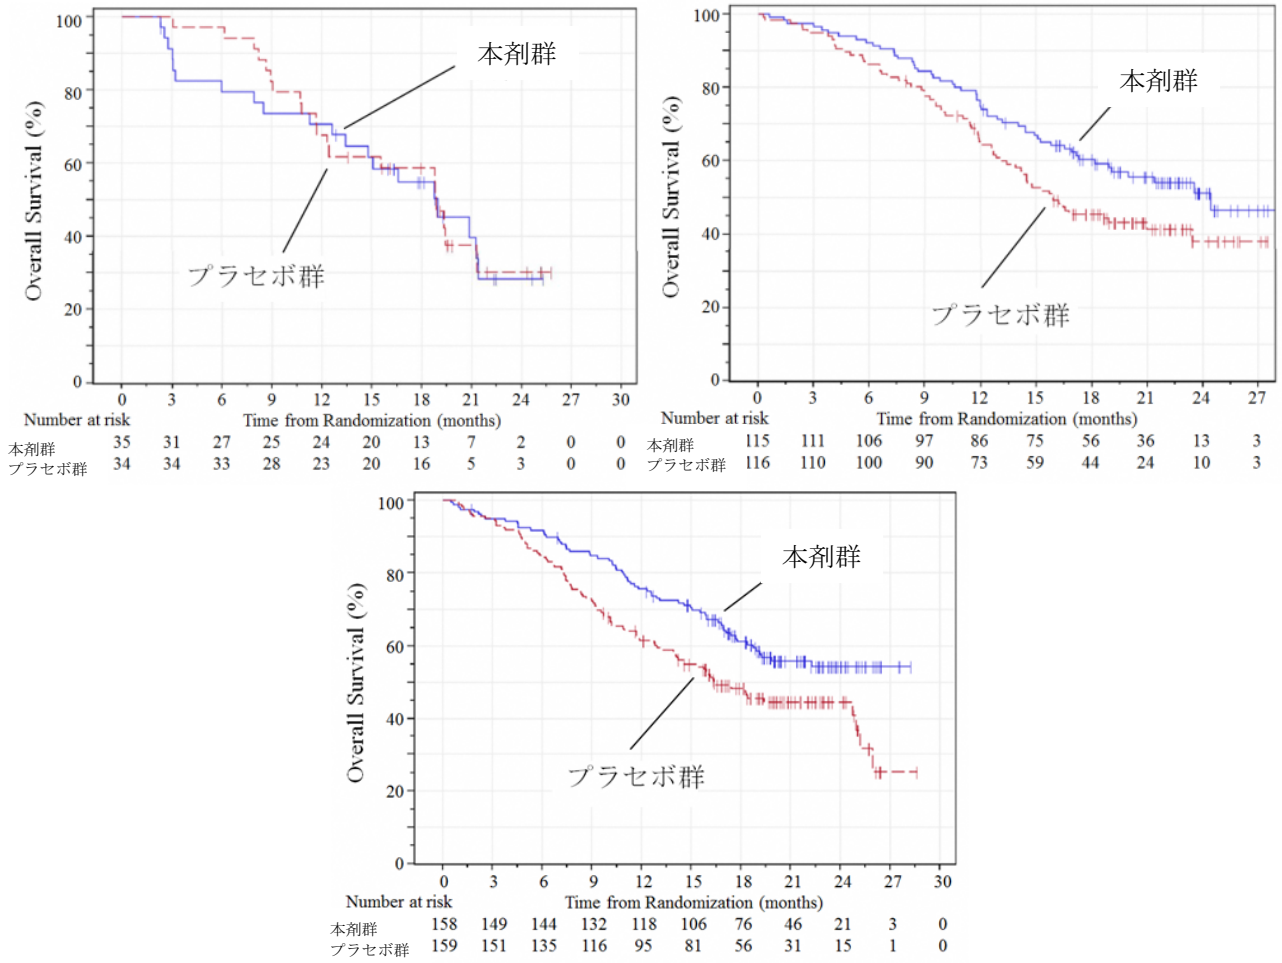 100
80
60
40
20
0
Overall Survival (%)
本剤群
プラセボ群
0 3 6 9 12 15 18 21 24 27 30
Number at risk
Time from Randomization (months)
本剤群 35 31 27 25 24 20 13 7 2 0 0
プラセボ群 34 34 33 28 23 20 16 5 3 0 0
100
80
60
40
20
0
Overall Survival (%)
本剤群
プラセボ群
0 3 6 9 12 15 18 21 24 27
Number at risk
Time from Randomization (months)
本剤群 115 111 106 97 86 75 56 36 13 3
プラセボ群 116 110 100 90 73 59 44 24 10 3
100
80
60
40
20
0
Overall Survival (%)
本剤群
プラセボ群
0 3 6 9 12 15 18 21 24 27 30
Number at risk
Time from Randomization (months)
本剤群 158 149 144 132 118 106 76 46 21 3 0
プラセボ群 159 151 135 116 95 81 56 31 15 1 0